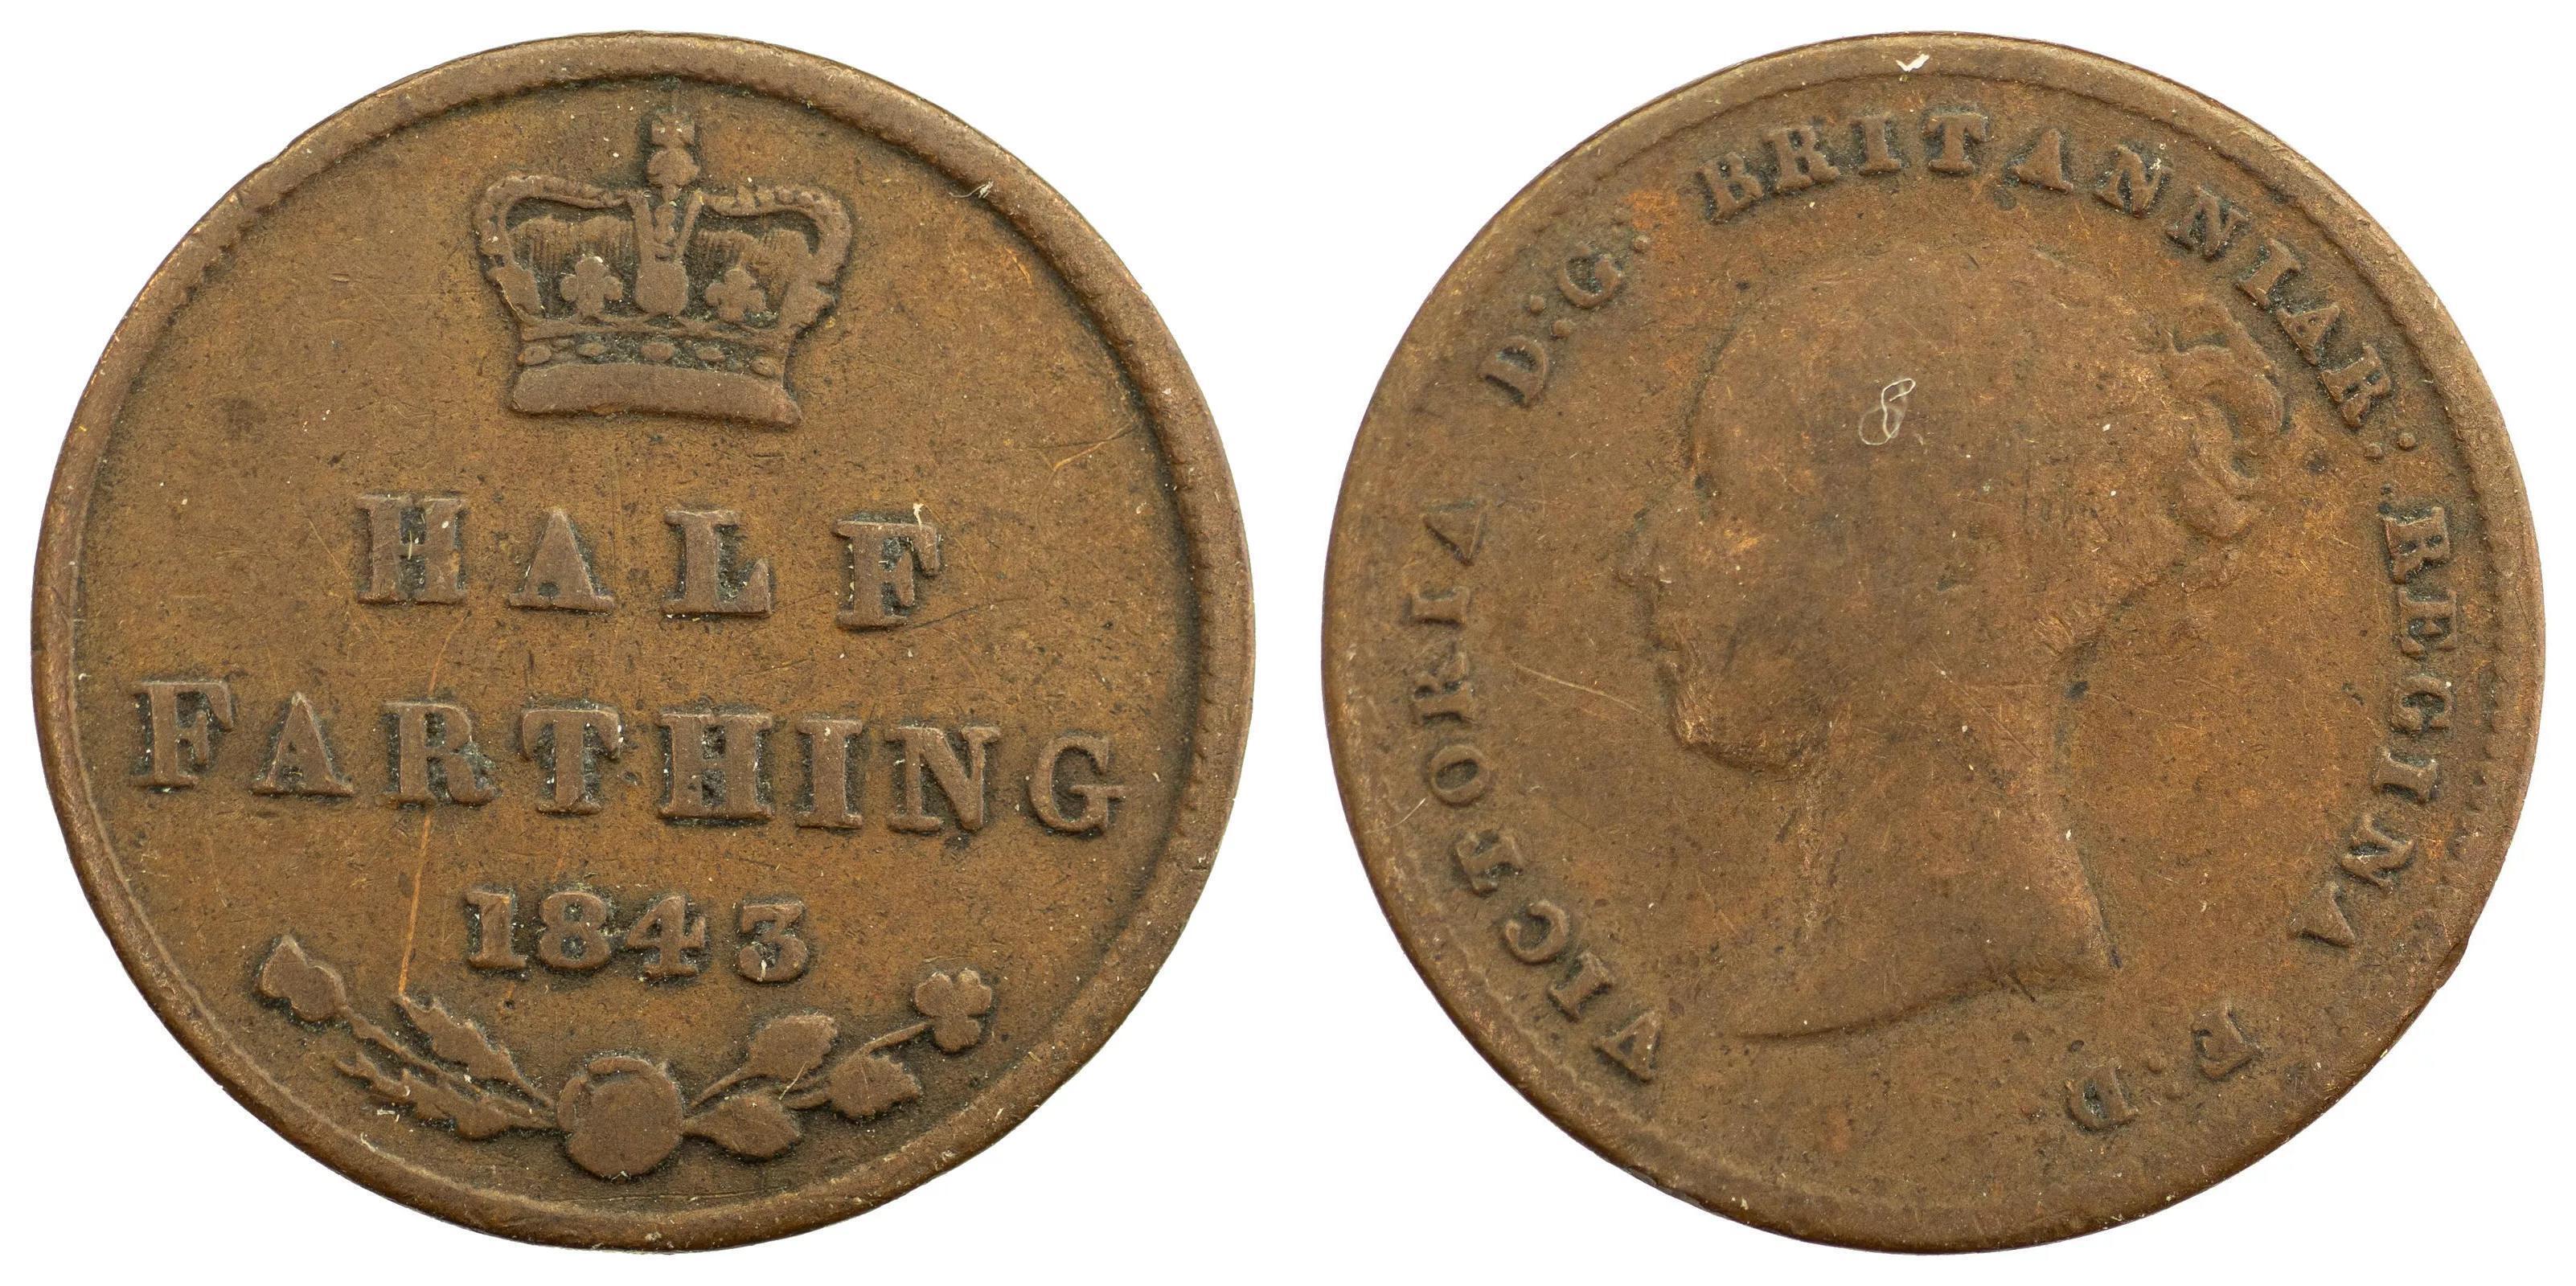 HALF
FARTHING
1843
VICTORIA D:G: BRITANNIAR: REGINA F:D